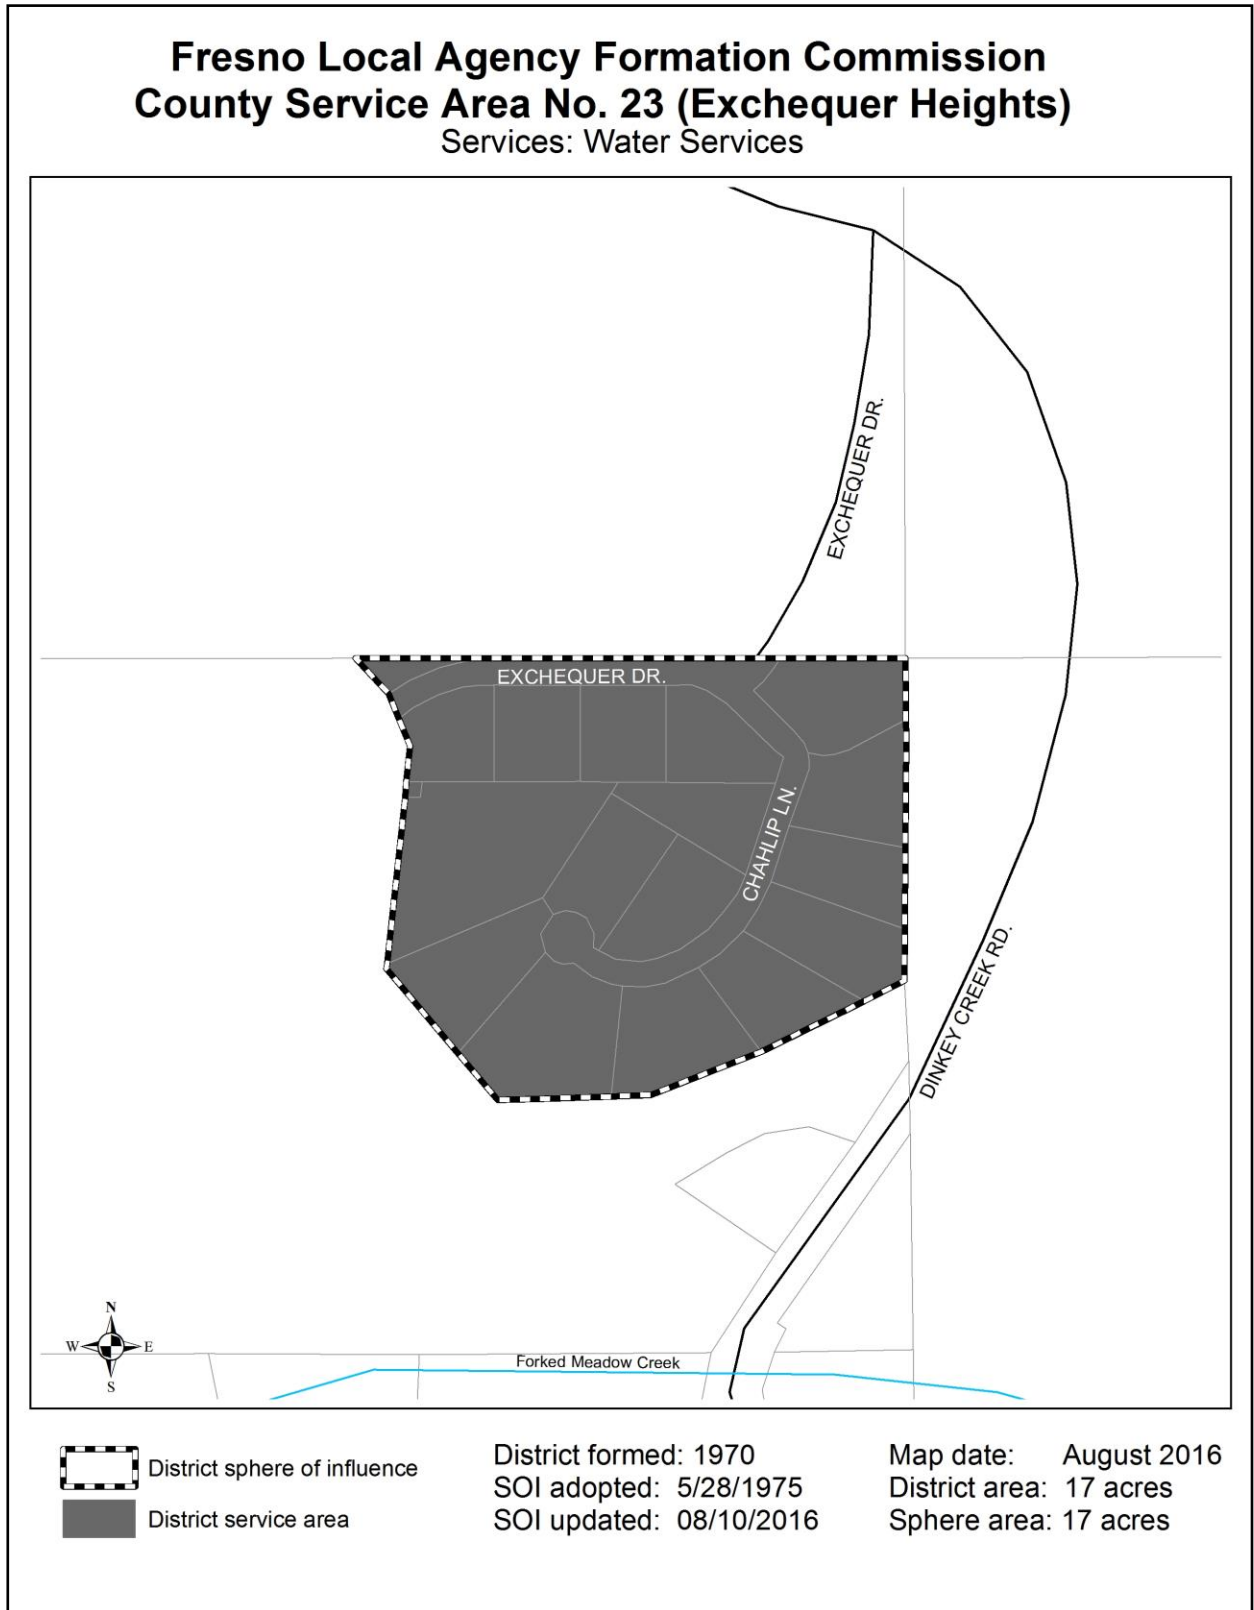 Fresno Local Agency Formation Commission
County Service Area No. 23 (Exchequer Heights)
Services: Water Services
EXCHEQUER DR.
EXCHEQUER DR.
CHAHLIP LN.
DINKEY CREEK RD.
N
W E
S
Forked Meadow Creek
District sphere of influence
District service area
District formed: 1970
SOI adopted: 5/28/1975
SOI updated: 08/10/2016
Map date: August 2016
District area: 17 acres
Sphere area: 17 acres